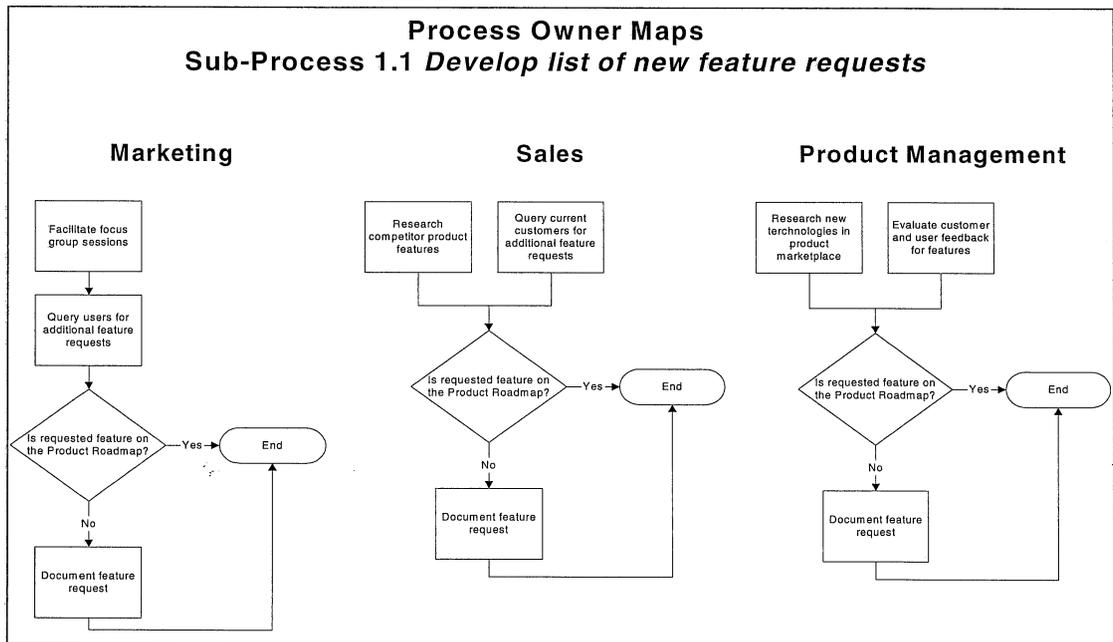 Process Owner Maps
Sub-Process 1.1 Develop list of new feature requests
Marketing
Facilitate focus
group sessions
Query users for
additional feature
requests
Is requested feature on
the Product Roadmap?
Yes
End
No
Document feature
request
Sales
Research
competitor product
features
Query current
customers for
additional feature
requests
Is requested feature on
the Product Roadmap?
Yes
End
No
Document feature
request
Product Management
Research new
terchnologies in
product
marketplace
Evaluate customer
and user feedback
for features
Is requested feature on
the Product Roadmap?
Yes
End
No
Document feature
request